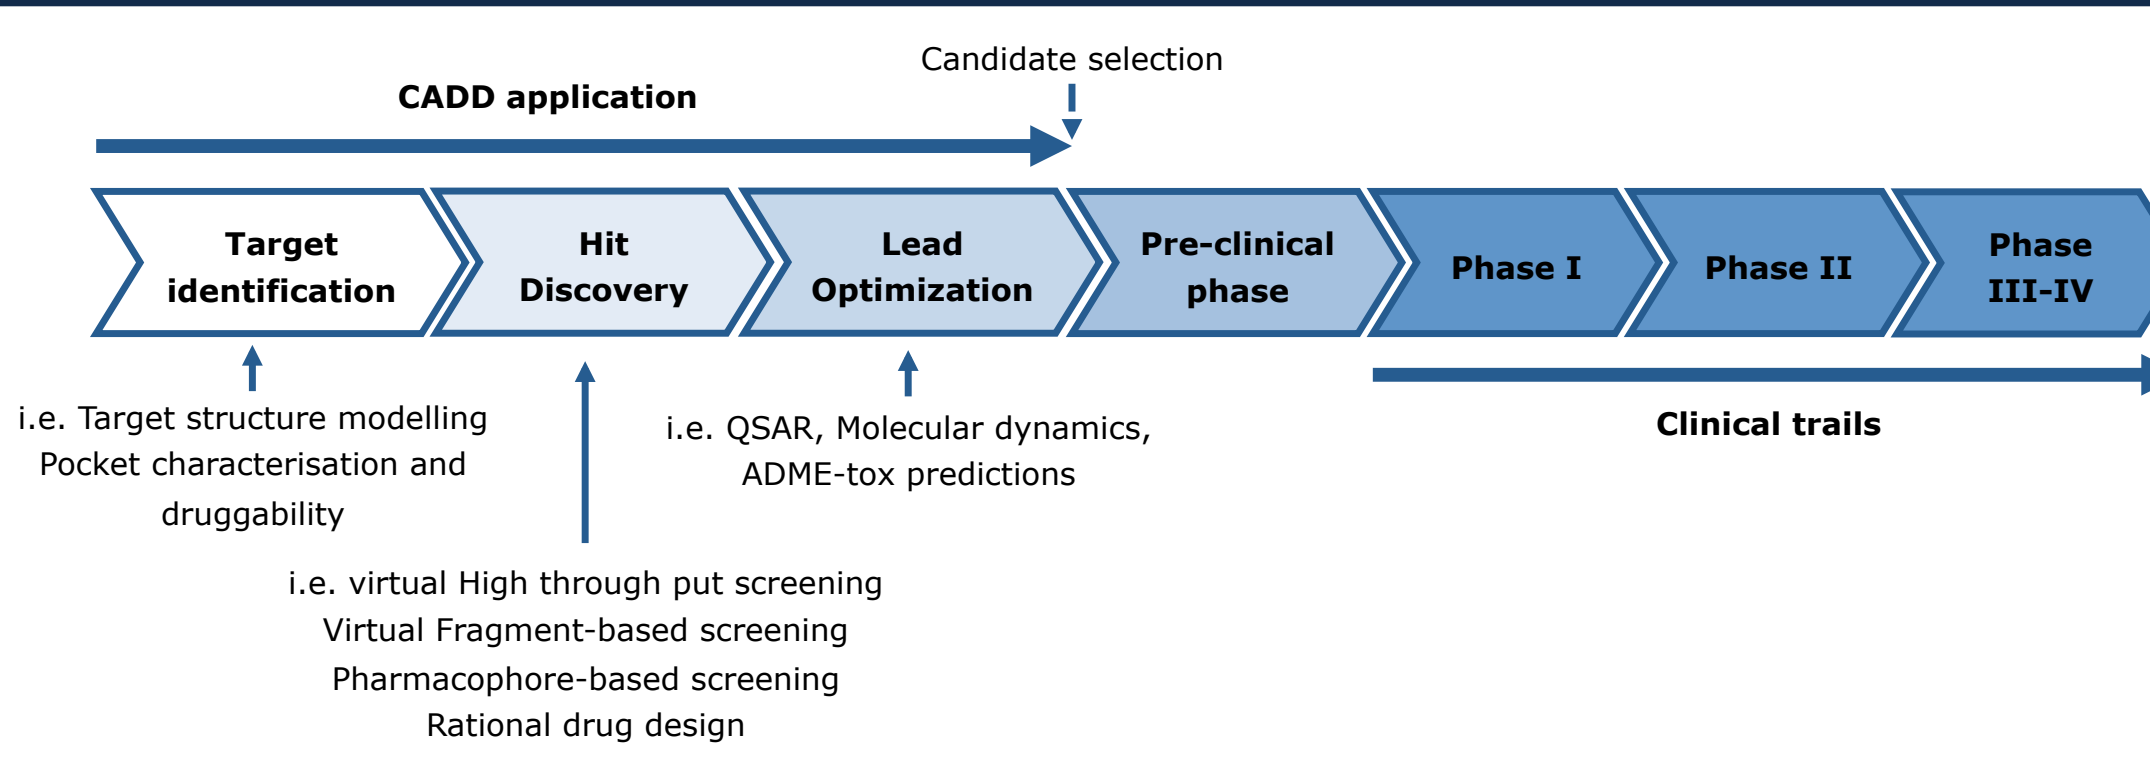 Candidate selection
CADD application
Target
identification
Hit
Discovery
Lead
Optimization
Pre-clinical
phase
Phase I
Phase II
Phase
III-IV
i.e. Target structure modelling
Pocket characterisation and
druggability
i.e. QSAR, Molecular dynamics,
ADME-tox predictions
Clinical trails
i.e. virtual High through put screening
Virtual Fragment-based screening
Pharmacophore-based screening
Rational drug design